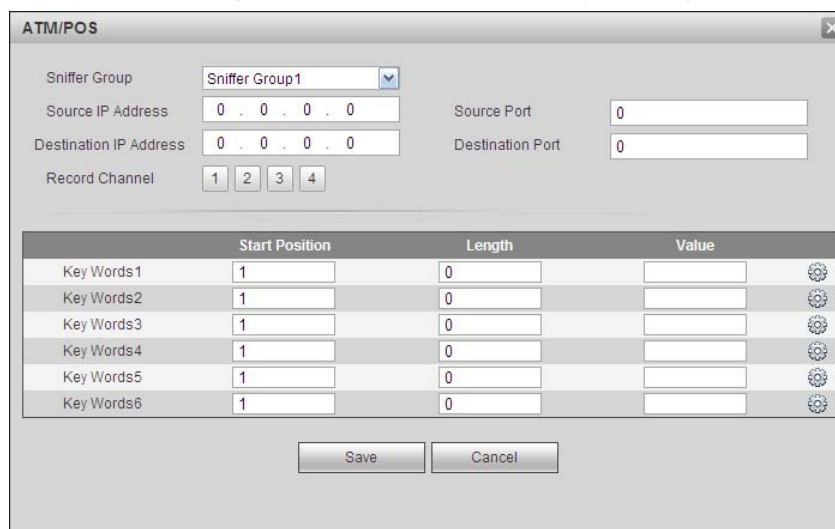 ATM/POS
Sniffer Group Sniffer Group1
Source IP Address 0 . 0 . 0 . 0 Source Port 0
Destination IP Address 0 . 0 . 0 . 0 Destination Port 0
Record Channel 1 2 3 4
Start Position Length Value
Key Words1 1 0
Key Words2 1 0
Key Words3 1 0
Key Words4 1 0
Key Words5 1 0
Key Words6 1 0
Save Cancel